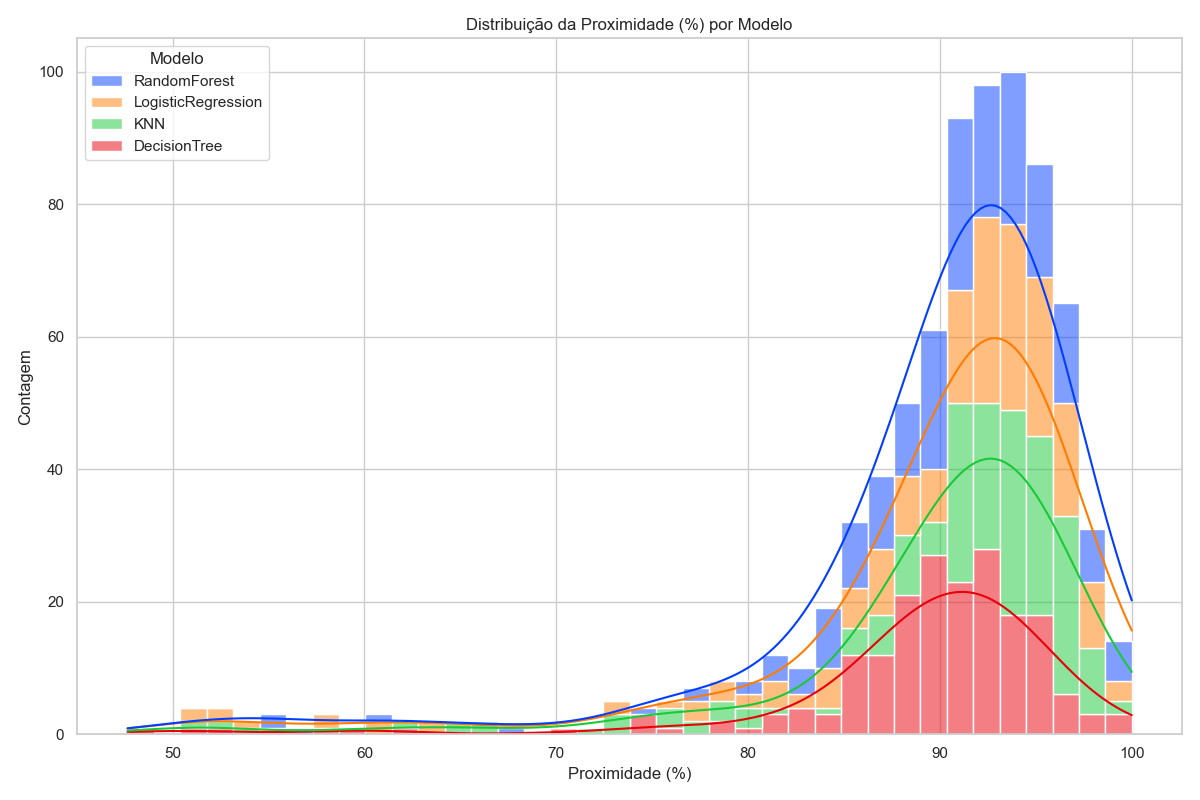 Distribuição da Proximidade (%) por Modelo
Modelo
RandomForest
LogisticRegression
KNN
DecisionTree
Contagem
100
80
60
40
20
0
50 60 70 80 90 100
Proximidade (%)